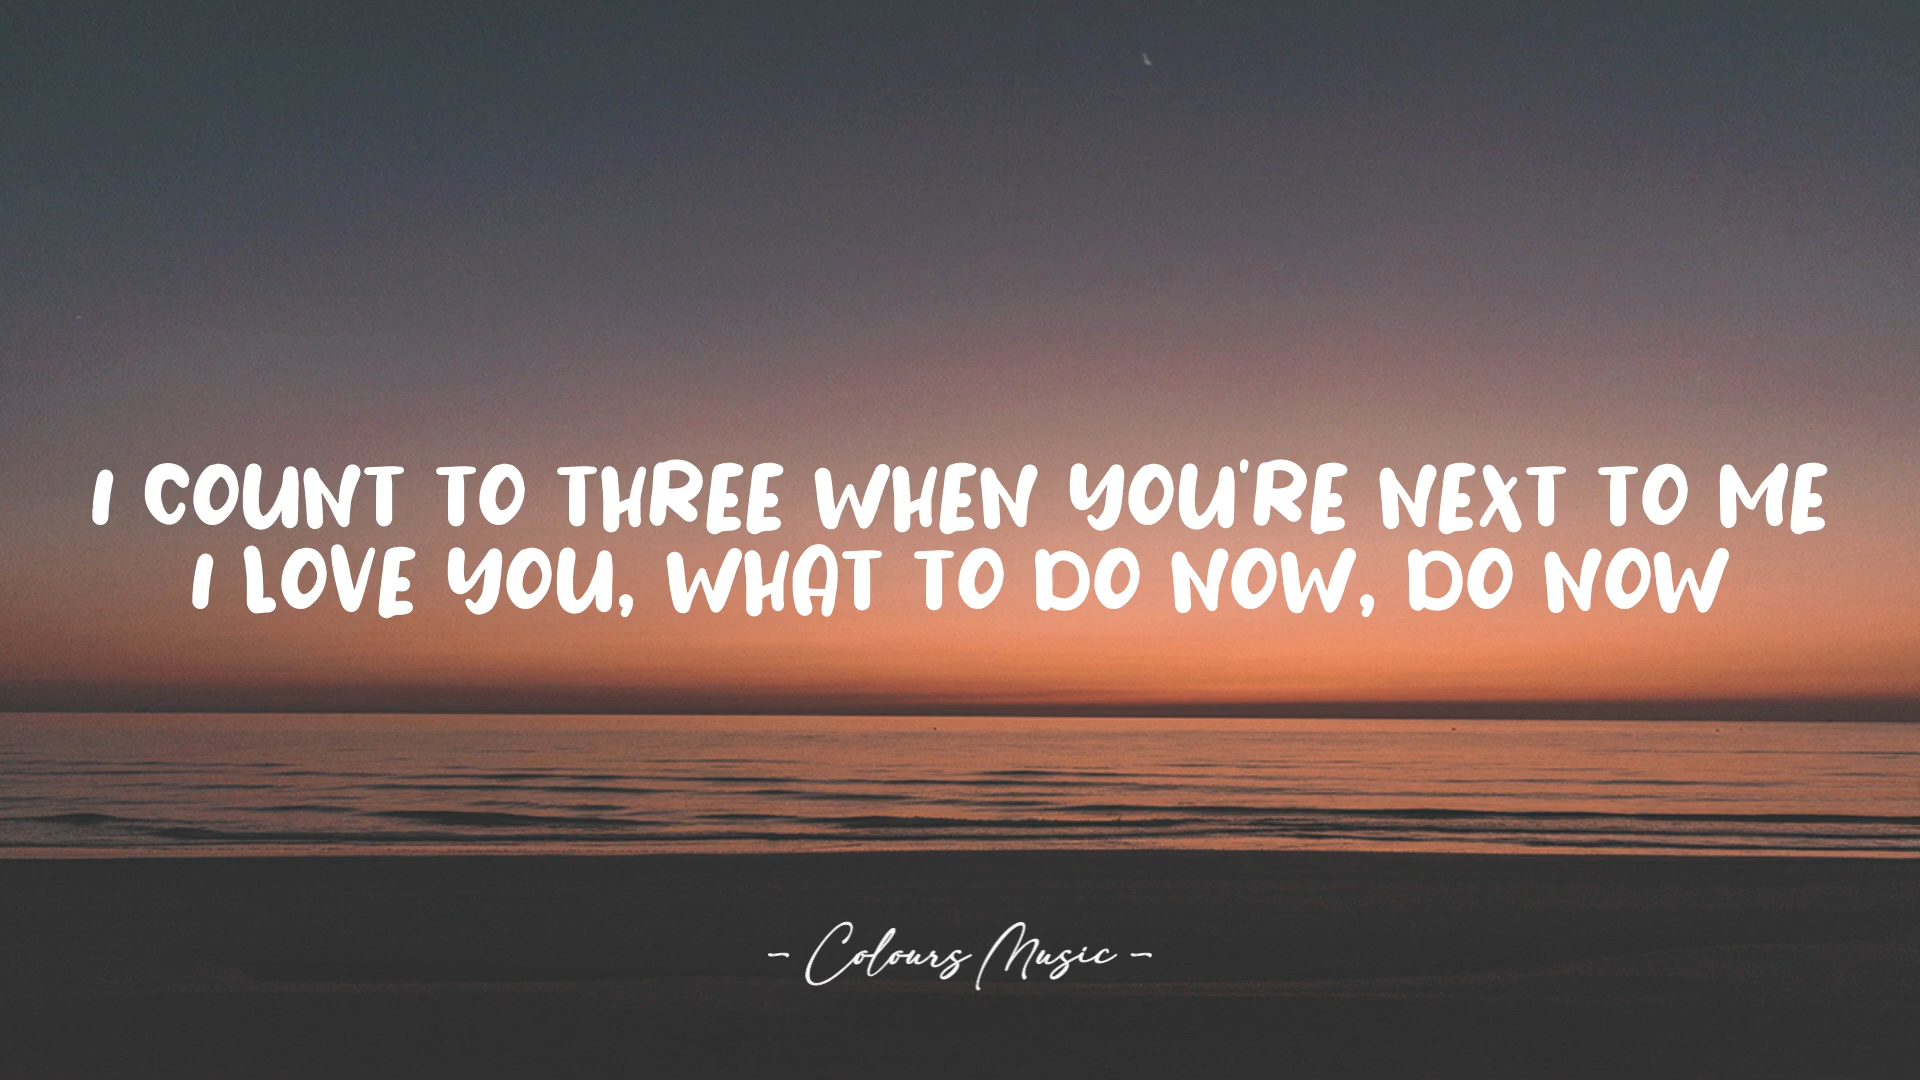 I COUNT TO THREE WHEN YOU'RE NEXT TO ME
I LOVE YOU, WHAT TO DO NOW, DO NOW
- Colours Music -